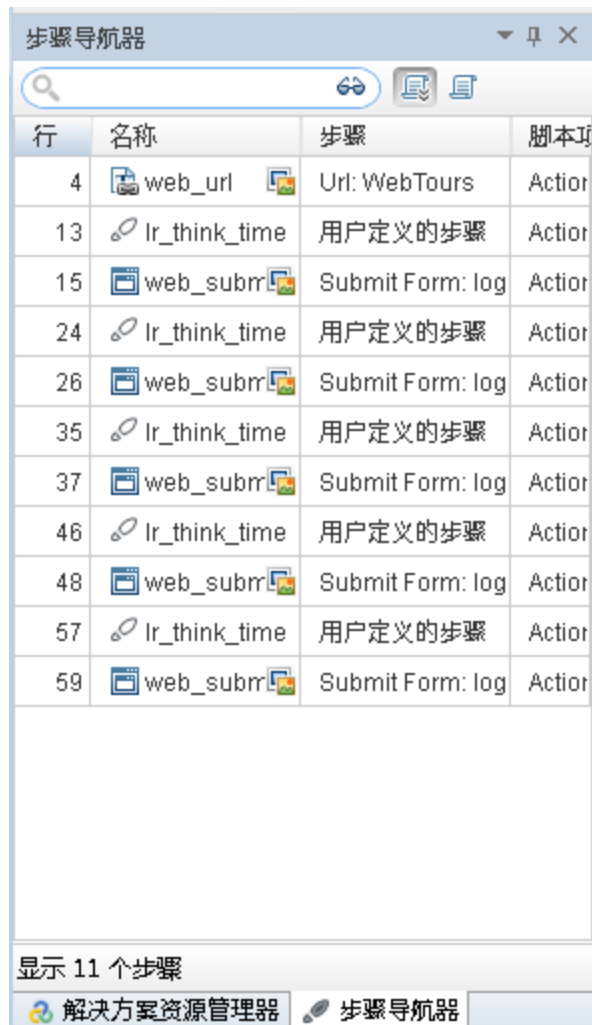 步骤导航器
行 名称 步骤 脚本项
4 web_url Url: WebTours Action
13 lr_think_time 用户定义的步骤 Action
15 web_subm Submit Form: log Action
24 lr_think_time 用户定义的步骤 Action
26 web_subm Submit Form: log Action
35 lr_think_time 用户定义的步骤 Action
37 web_subm Submit Form: log Action
46 lr_think_time 用户定义的步骤 Action
48 web_subm Submit Form: log Action
57 lr_think_time 用户定义的步骤 Action
59 web_subm Submit Form: log Action
显示 11 个步骤
解决方案资源管理器 步骤导航器